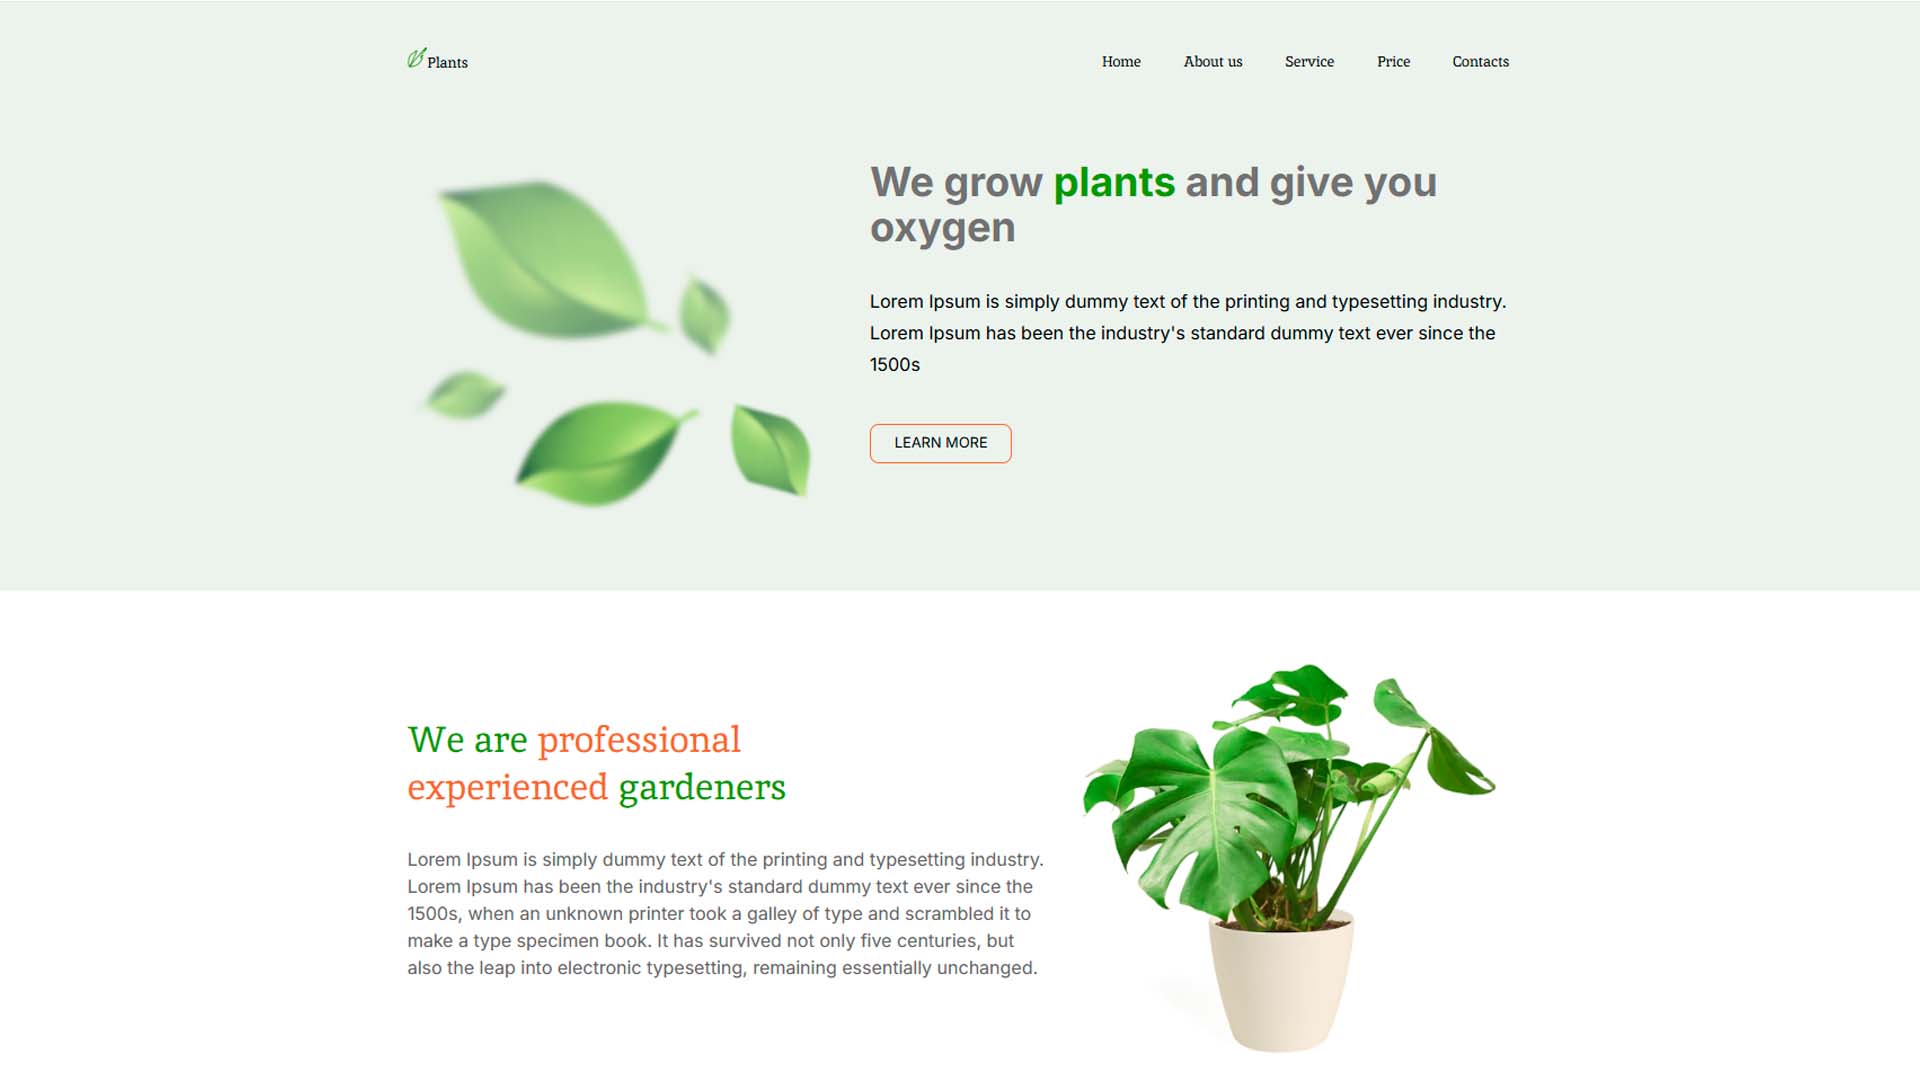 Plants
Home About us Service Price Contacts
We grow plants and give you
oxygen
Lorem Ipsum is simply dummy text of the printing and typesetting industry.
Lorem Ipsum has been the industry's standard dummy text ever since the
1500s
LEARN MORE
We are professional
experienced gardeners
Lorem Ipsum is simply dummy text of the printing and typesetting industry.
Lorem Ipsum has been the industry's standard dummy text ever since the
1500s, when an unknown printer took a galley of type and scrambled it to
make a type specimen book. It has survived not only five centuries, but
also the leap into electronic typesetting, remaining essentially unchanged.